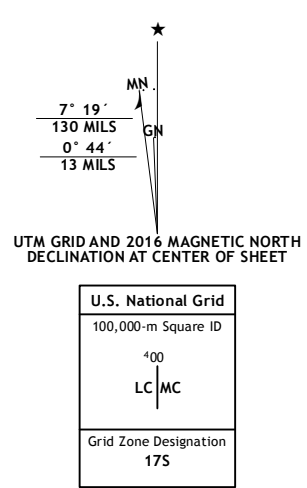 ★
MN
7° 19´
130 MILS
GN
0° 44´
13 MILS
UTM GRID AND 2016 MAGNETIC NORTH
DECLINATION AT CENTER OF SHEET
U.S. National Grid
100,000-m Square ID
⁴00
LC MC
Grid Zone Designation
17S